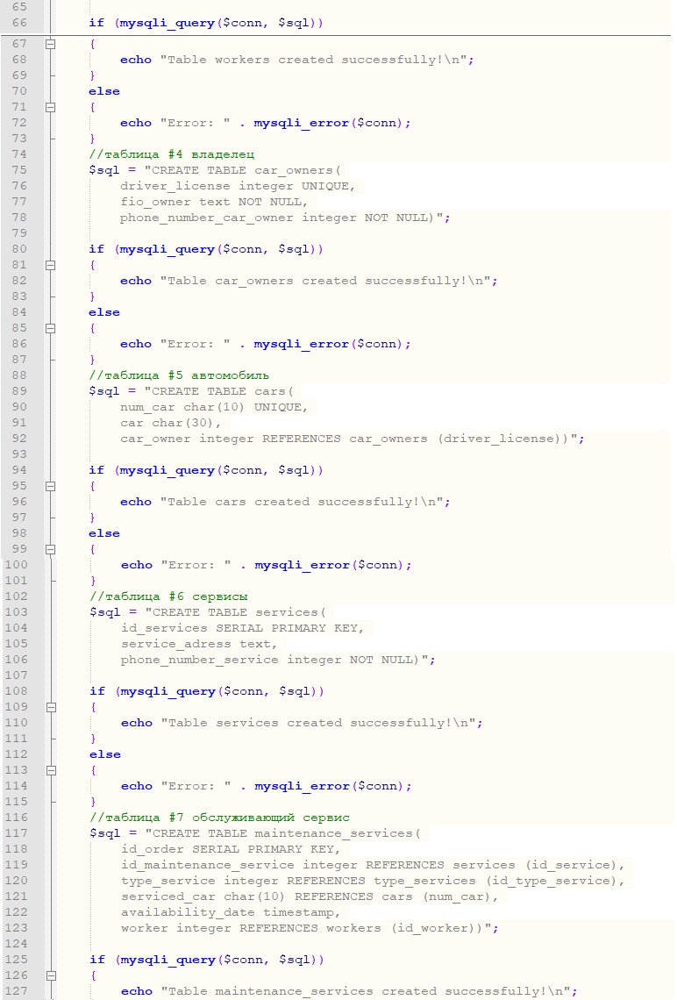 65
66 if (mysqli_query($conn, $sql))
67 {
68 echo "Table workers created successfully!\n";
69 }
70 else
71 {
72 echo "Error: " . mysqli_error($conn);
73 }
74 //таблица #4 владелец
75 $sql = "CREATE TABLE car_owners(
76 driver_license integer UNIQUE,
77 fio_owner text NOT NULL,
78 phone_number_car_owner integer NOT NULL)";
79
80 if (mysqli_query($conn, $sql))
81 {
82 echo "Table car_owners created successfully!\n";
83 }
84 else
85 {
86 echo "Error: " . mysqli_error($conn);
87 }
88 //таблица #5 автомобиль
89 $sql = "CREATE TABLE cars(
90 num_car char(10) UNIQUE,
91 car char(30),
92 car_owner integer REFERENCES car_owners (driver_license))";
93
94 if (mysqli_query($conn, $sql))
95 {
96 echo "Table cars created successfully!\n";
97 }
98 else
99 {
100 echo "Error: " . mysqli_error($conn);
101 }
102 //таблица #6 сервисы
103 $sql = "CREATE TABLE services(
104 id_services SERIAL PRIMARY KEY,
105 service_adress text,
106 phone_number_service integer NOT NULL)";
107
108 if (mysqli_query($conn, $sql))
109 {
110 echo "Table services created successfully!\n";
111 }
112 else
113 {
114 echo "Error: " . mysqli_error($conn);
115 }
116 //таблица #7 обслуживающий сервис
117 $sql = "CREATE TABLE maintenance_services(
118 id_order SERIAL PRIMARY KEY,
119 id_maintenance_service integer REFERENCES services (id_service),
120 type_service integer REFERENCES type_services (id_type_service),
121 serviced_car char(10) REFERENCES cars (num_car),
122 availability_date timestamp,
123 worker integer REFERENCES workers (id_worker))";
124
125 if (mysqli_query($conn, $sql))
126 {
127 echo "Table maintenance_services created successfully!\n";